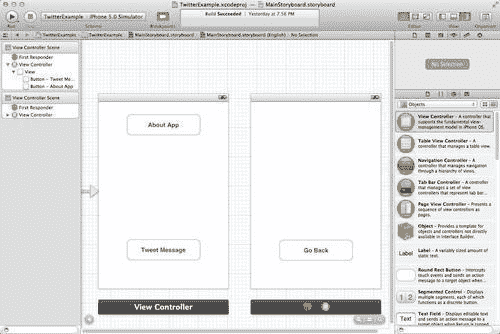 TwitterExample.xcodeproj — MainStoryboard.storyboard
TwitterExample
iPhone 5.0 Simulator
Build Succeeded | Yesterday at 7:56 PM
Run
Stop
Scheme
Breakpoints
Editor
View
Organizer
TwitterExample
TwitterExample
MainStoryboard.storyboard
MainStoryboard.storyboard (English)
No Selection
View Controller Scene
First Responder
View Controller
View
Button – Tweet Me...
Button – About App
View Controller Scene
First Responder
View Controller
About App
Tweet Message
View Controller
Go Back
No Selection
Objects
View Controller – A controller that supports the fundamental view-management model in iPhone OS.
Table View Controller – A controller that manages a table view.
Navigation Controller – A controller that manages navigation through a hierarchy of views.
Tab Bar Controller – A controller that manages a set of view controllers that represent tab bar...
Page View Controller – Presents a sequence of view controllers as pages.
Object – Provides a template for objects and controllers not directly available in Interface Builder.
Label
Label – A variably sized amount of static text.
Round Rect Button – Intercepts touch events and sends an action message to a target object when...
1 2
Segmented Control – Displays multiple segments, each of which functions as a discrete button.
Text
Text Field – Displays editable text and sends an action message to a target object when Return is tapped